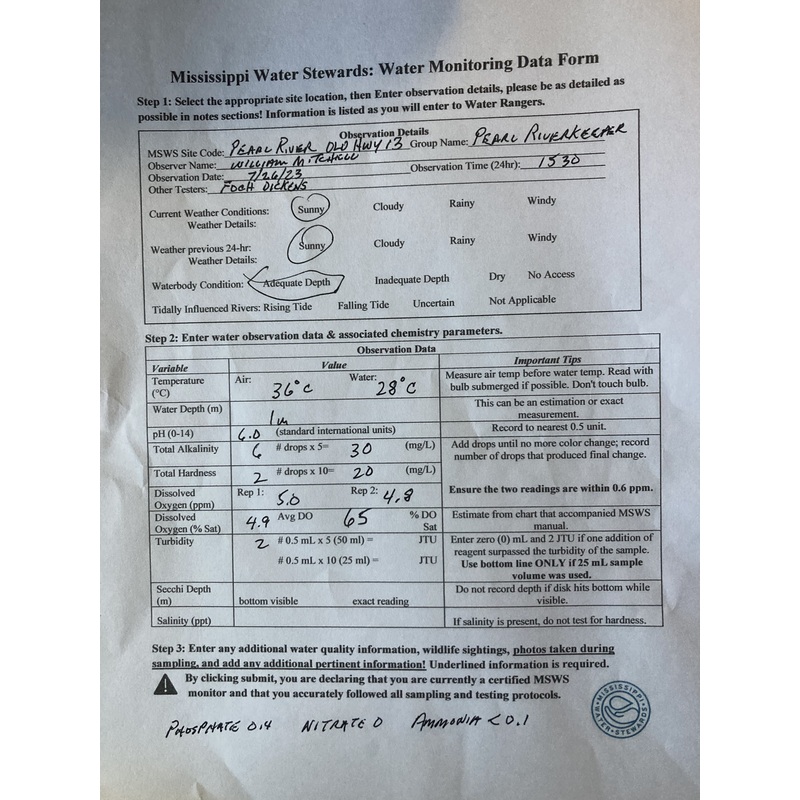 Mississippi Water Stewards: Water Monitoring Data Form
Step 1: Select the appropriate site location, then Enter observation details, please be as detailed as
possible in notes sections! Information is listed as you will enter to Water Rangers.
Observation Details
MSWS Site Code: PEARL RIVER OLD HWY 13 Group Name: PEARL RIVERKEEPER
Observer Name: WILLIAM MITCHELL
Observation Date: 7/26/23 Observation Time (24hr): 1530
Other Testers: FOGH DICKENS
Current Weather Conditions: Sunny Cloudy Rainy Windy
Weather Details:
Weather previous 24-hr: Sunny Cloudy Rainy Windy
Weather Details:
Waterbody Condition: Adequate Depth Inadequate Depth Dry No Access
Tidally Influenced Rivers: Rising Tide Falling Tide Uncertain Not Applicable
Step 2: Enter water observation data & associated chemistry parameters.
Observation Data
Variable Value Important Tips
Temperature (°C) Air: 36°C Water: 28°C Measure air temp before water temp. Read with
bulb submerged if possible. Don't touch bulb.
Water Depth (m) 1m This can be an estimation or exact
measurement.
pH (0-14) 6.0 (standard international units) Record to nearest 0.5 unit.
Total Alkalinity 6 # drops x 5= 30 (mg/L) Add drops until no more color change; record
number of drops that produced final change.
Total Hardness 2 # drops x 10= 20 (mg/L)
Dissolved Oxygen (ppm) Rep 1: 5.0 Rep 2: 4.8 Ensure the two readings are within 0.6 ppm.
Dissolved Oxygen (% Sat) 4.9 Avg DO 65 % DO Sat Estimate from chart that accompanied MSWS
manual.
Turbidity 2 # 0.5 mL x 5 (50 ml) = JTU Enter zero (0) mL and 2 JTU if one addition of
reagent surpassed the turbidity of the sample.
# 0.5 mL x 10 (25 ml) = JTU Use bottom line ONLY if 25 mL sample
volume was used.
Secchi Depth (m) bottom visible exact reading Do not record depth if disk hits bottom while
visible.
Salinity (ppt) If salinity is present, do not test for hardness.
Step 3: Enter any additional water quality information, wildlife sightings, photos taken during
sampling, and add any additional pertinent information! Underlined information is required.
By clicking submit, you are declaring that you are currently a certified MSWS
monitor and that you accurately followed all sampling and testing protocols.
MISSISSIPPI WATER STEWARDS
PHOSPHATE 0.4 NITRATE 0 AMMONIA < 0.1